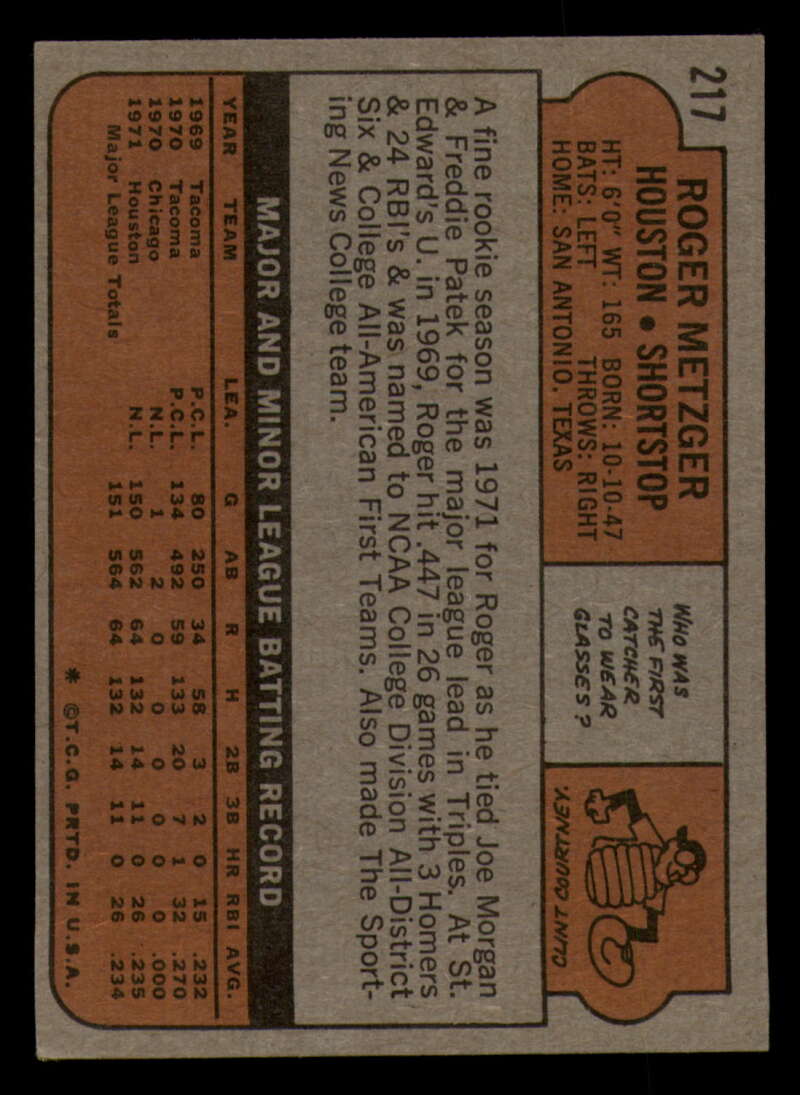 217
ROGER METZGER
HOUSTON • SHORTSTOP
HT: 6'0" WT: 165 BORN: 10-10-47
BATS: LEFT THROWS: RIGHT
HOME: SAN ANTONIO, TEXAS
WHO WAS
THE FIRST
CATCHER
TO WEAR
GLASSES?
CLINT COURTNEY
A fine rookie season was 1971 for Roger as he tied Joe Morgan
& Freddie Patek for the major league lead in Triples. At St.
Edward's U. in 1969, Roger hit .447 in 26 games with 3 Homers
& 24 RBI's & was named to NCAA College Division All-District
Six & College All-American First Teams. Also made The Sport-
ing News College team.
MAJOR AND MINOR LEAGUE BATTING RECORD
YEAR TEAM LEA. G AB R H 2B 3B HR RBI AVG.
1969 Tacoma P.C.L. 80 250 34 58 3 2 0 15 .232
1970 Tacoma P.C.L. 134 492 59 133 20 7 1 32 .270
1970 Chicago N.L. 1 2 0 0 0 0 0 0 .000
1971 Houston N.L. 150 562 64 132 14 11 0 26 .235
Major League Totals 151 564 64 132 14 11 0 26 .234
* ©T.C.G. PRTD. IN U.S.A.